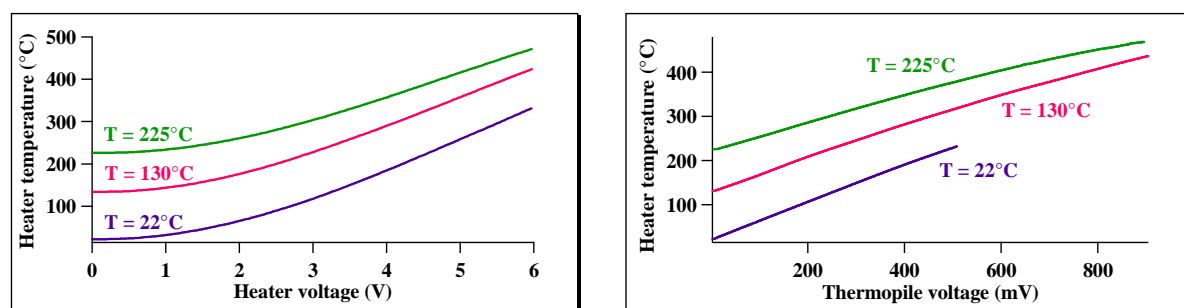 Heater temperature (°C)
500
400
300
200
100
T = 225°C
T = 130°C
T = 22°C
0 1 2 3 4 5 6
Heater voltage (V)
Heater temperature (°C)
400
300
200
100
T = 225°C
T = 130°C
T = 22°C
200 400 600 800
Thermopile voltage (mV)